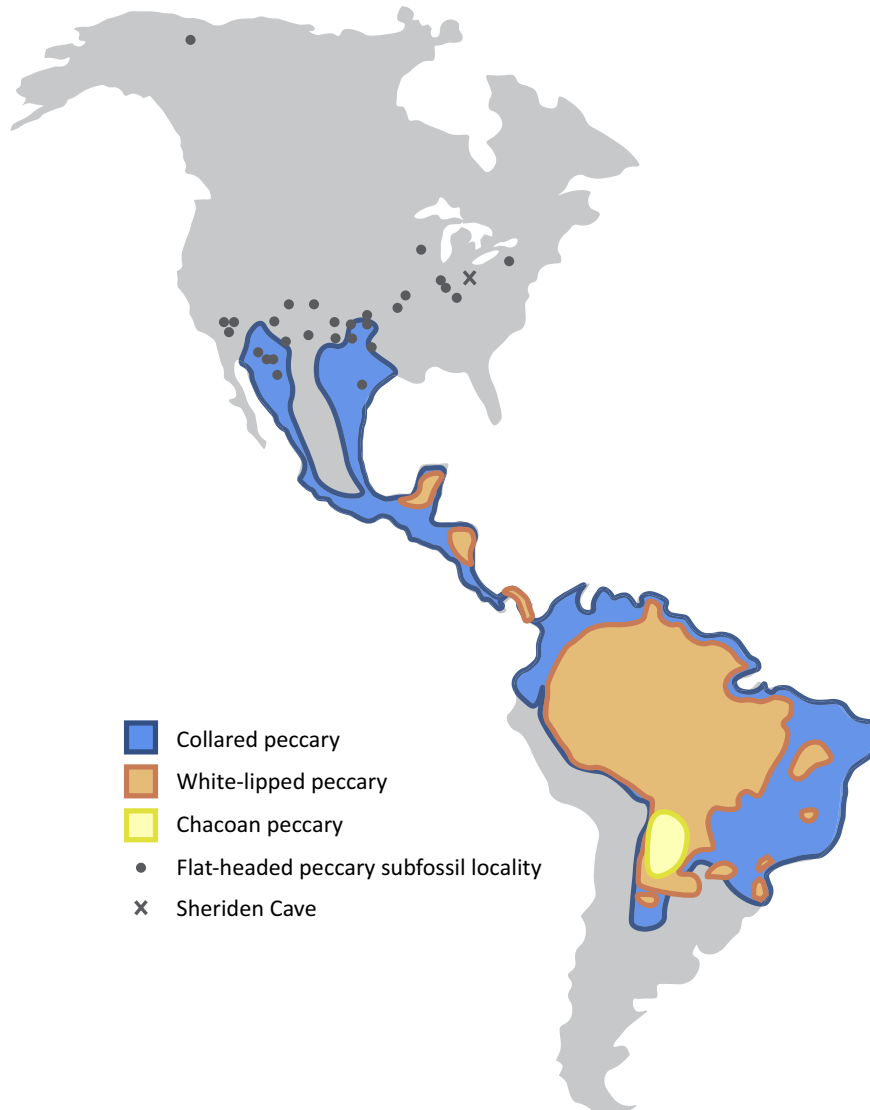 Collared peccary
White-lipped peccary
Chacoan peccary
Flat-headed peccary subfossil locality
Sheriden Cave